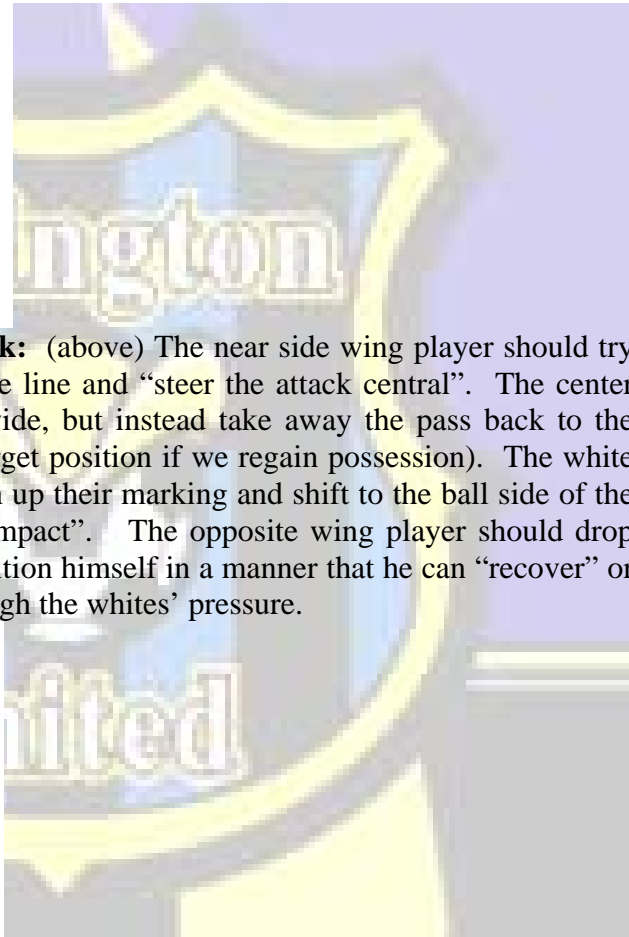 ngton
k: (above) The near side wing player should try
e line and “steer the attack central”. The center
ide, but instead take away the pass back to the
rget position if we regain possession). The white
n up their marking and shift to the ball side of the
mpact”. The opposite wing player should drop
ition himself in a manner that he can “recover” or
gh the whites’ pressure.
nited